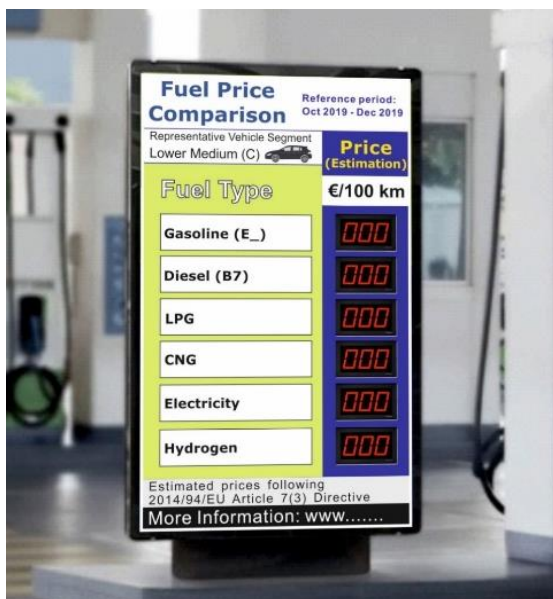 Fuel Price
Comparison
Reference period:
Oct 2019 - Dec 2019
Representative Vehicle Segment
Lower Medium (C)
Price
(Estimation)
Fuel Type
€/100 km
Gasoline (E_) 000
Diesel (B7) 000
LPG 000
CNG 000
Electricity 000
Hydrogen 000
Estimated prices following
2014/94/EU Article 7(3) Directive
More Information: www.......